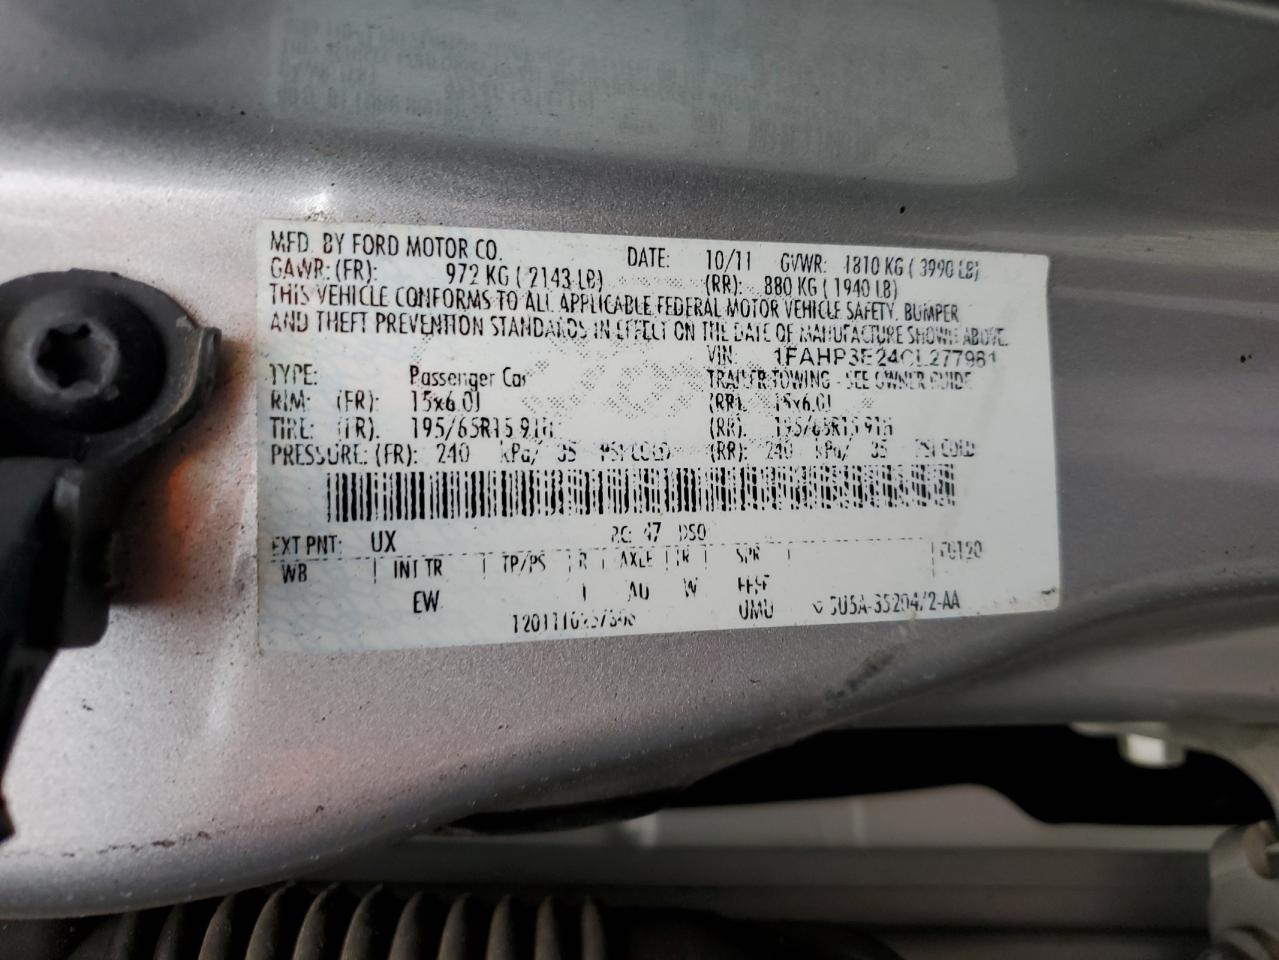 MFD. BY FORD MOTOR CO. DATE: 10/11 GVWR: 1810 KG ( 3990 LB)
GAWR: (FR): 972 KG ( 2143 LB) (RR): 880 KG ( 1940 LB)
THIS VEHICLE CONFORMS TO ALL APPLICABLE FEDERAL MOTOR VEHICLE SAFETY, BUMPER
AND THEFT PREVENTION STANDARDS IN EFFECT ON THE DATE OF MANUFACTURE SHOWN ABOVE.
VIN:
TYPE: Passenger Car TRAILER TOWING - SEE OWNER GUIDE
RIM: (FR): 15x6.0J (RR): 15x6.0J
TIRE: (FR): 195/65R15 91H (RR): 195/65R15 91H
PRESSURE: (FR): 240 kPa/ 35 PSI COLD (RR): 240 kPa/ 35 PSI COLD
EXT PNT: UX RC: 47 DSO
WB INT TR TP/PS R AXLE TR SPR
EW AU W
UMU